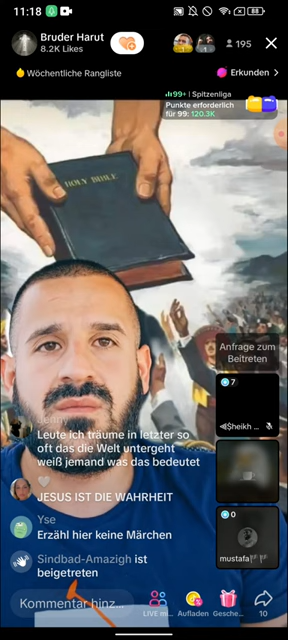 11:18
88
Bruder Harut
8.2K Likes
195
Wöchentliche Rangliste
Erkunden
99+ | Spitzenliga
Punkte erforderlich
für 99: 120.3K
HOLY BIBLE
Anfrage zum
Beitreten
7
Sheikh ...
Leute ich träume in letzter so
oft das die Welt untergeht
weiß jemand was das bedeutet
JESUS IST DIE WAHRHEIT
Yse
Erzähl hier keine Märchen
0
mustafa
Sindbad-Amazigh ist
beigetreten
Kommentar hinz...
LIVE mi...
Aufladen
Gesche...
10